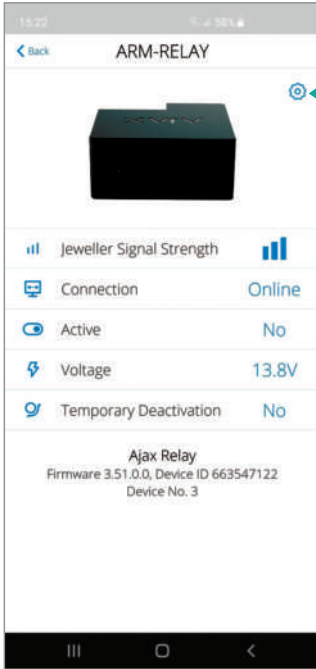 15:22 58%
Back ARM-RELAY
AJAX
Jeweller Signal Strength
Connection Online
Active No
Voltage 13.8V
Temporary Deactivation No
Ajax Relay
Firmware 3.51.0.0, Device ID 663547122
Device No. 3